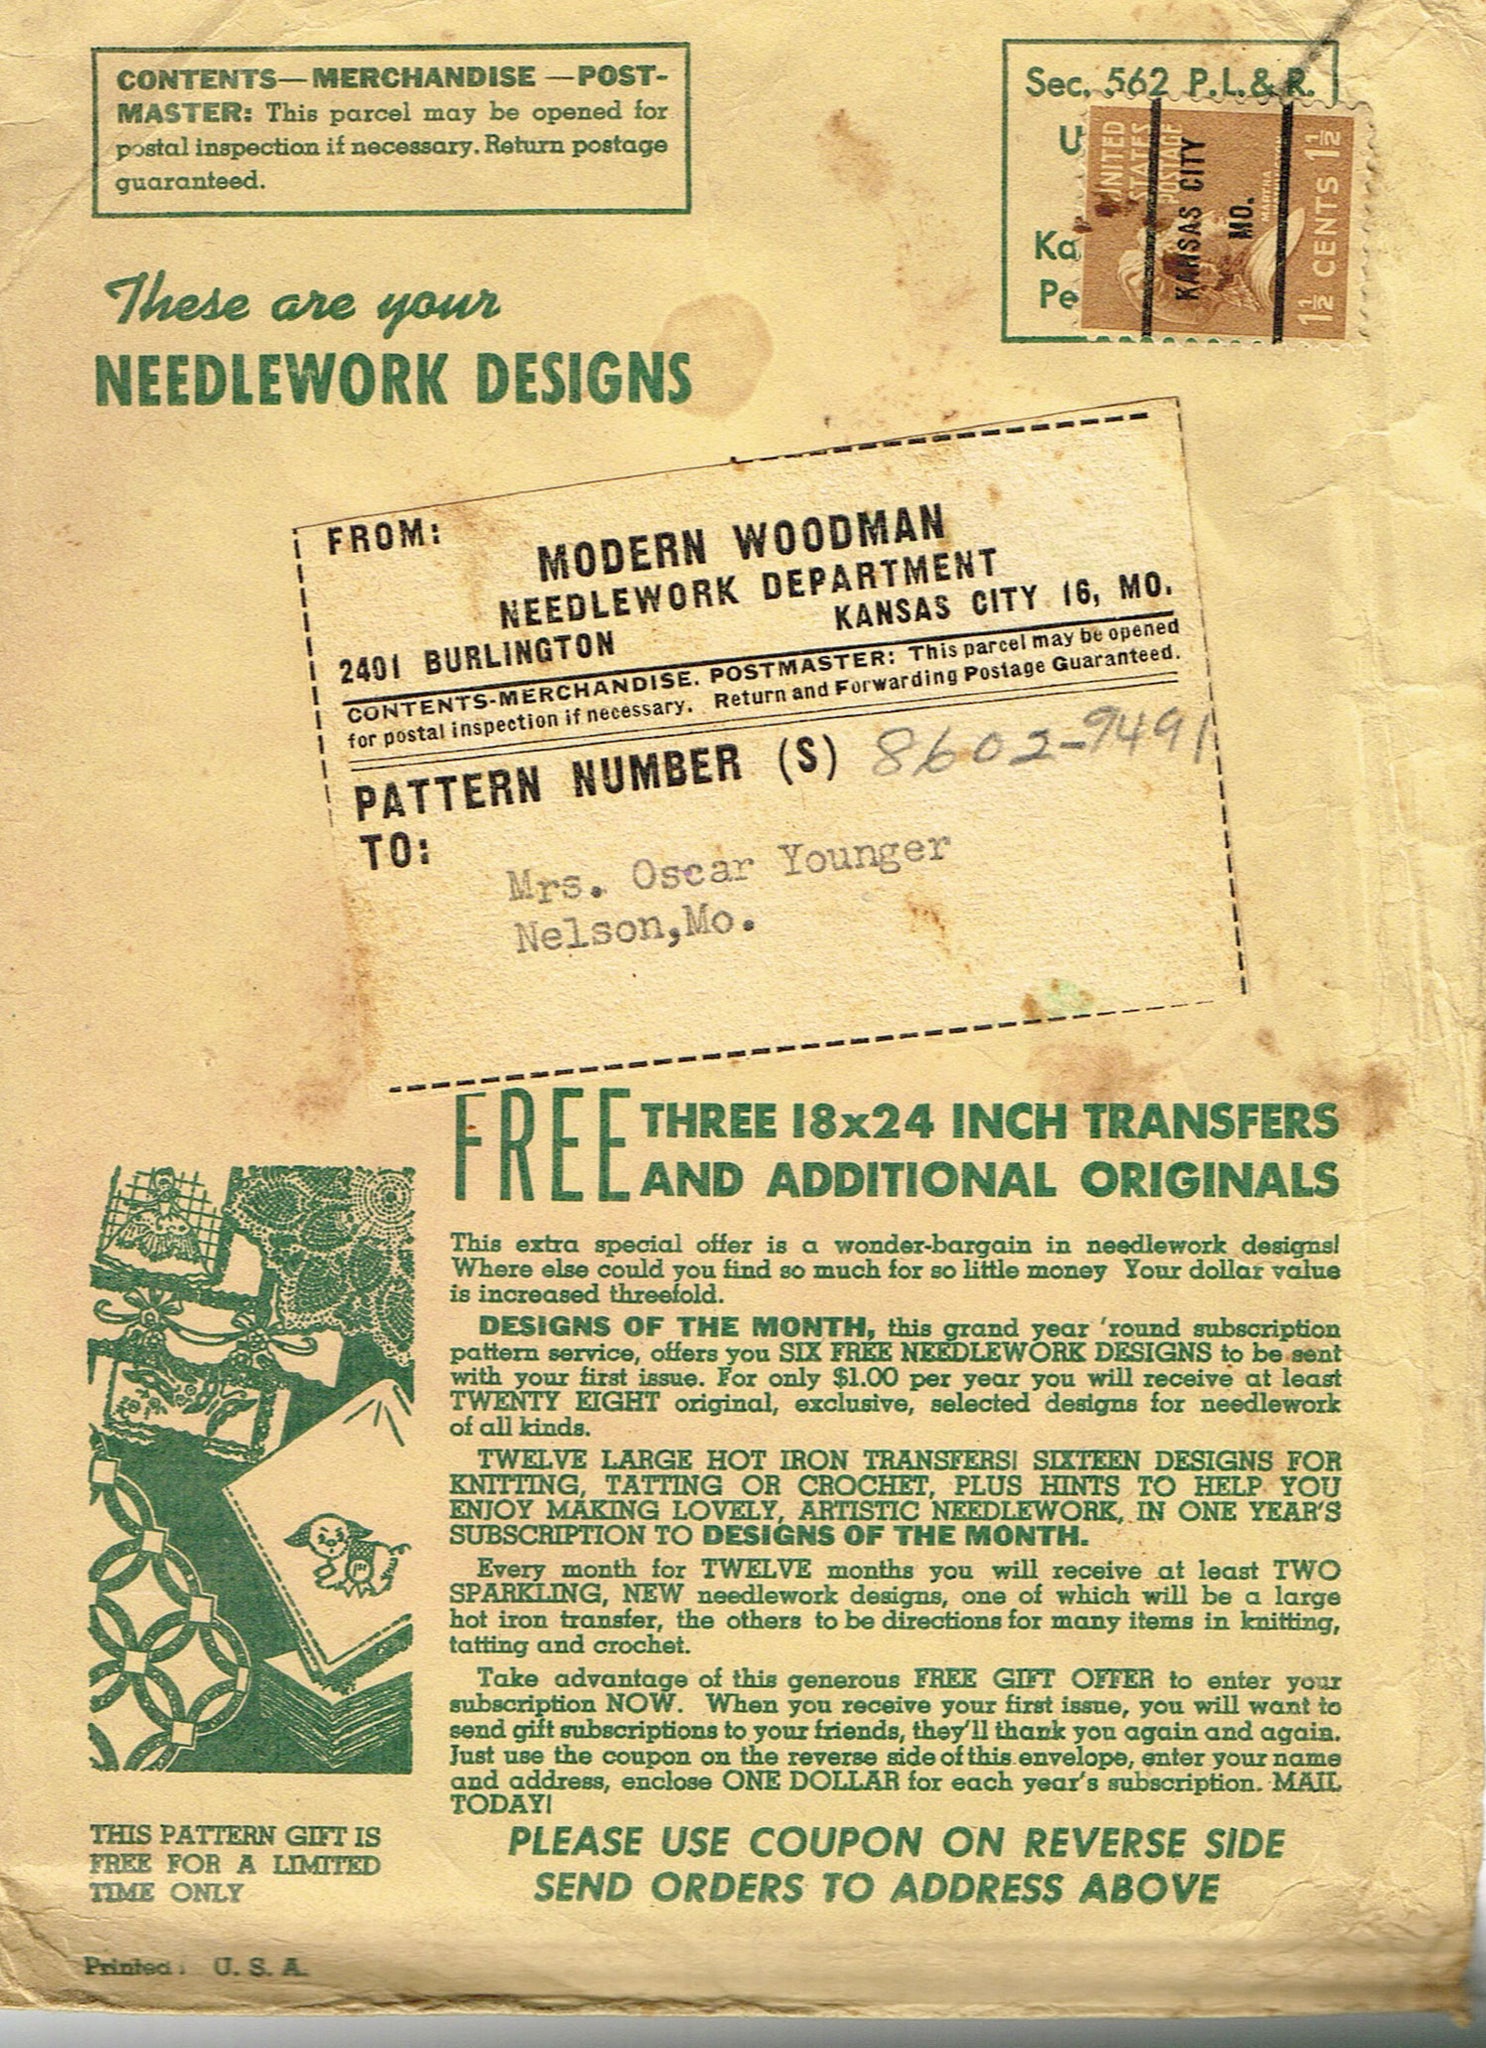 CONTENTS—MERCHANDISE—POST-
MASTER: This parcel may be opened for
postal inspection if necessary. Return postage
guaranteed.
Sec. 562 P.L.&R.
U
Ka
Pe
UNITED
STATES
POSTAGE
MARTHA
1½ CENTS 1½
KANSAS CITY
MO.
These are your
NEEDLEWORK DESIGNS
FROM:
MODERN WOODMAN
NEEDLEWORK DEPARTMENT
2401 BURLINGTON KANSAS CITY 16, MO.
CONTENTS-MERCHANDISE. POSTMASTER: This parcel may be opened
for postal inspection if necessary. Return and Forwarding Postage Guaranteed.
PATTERN NUMBER (S) 8602-9491
TO:
Mrs. Oscar Younger
Nelson,Mo.
FREE THREE 18x24 INCH TRANSFERS
AND ADDITIONAL ORIGINALS
This extra special offer is a wonder-bargain in needlework designs!
Where else could you find so much for so little money Your dollar value
is increased threefold.
DESIGNS OF THE MONTH, this grand year 'round subscription
pattern service, offers you SIX FREE NEEDLEWORK DESIGNS to be sent
with your first issue. For only $1.00 per year you will receive at least
TWENTY EIGHT original, exclusive, selected designs for needlework
of all kinds.
TWELVE LARGE HOT IRON TRANSFERS! SIXTEEN DESIGNS FOR
KNITTING, TATTING OR CROCHET, PLUS HINTS TO HELP YOU
ENJOY MAKING LOVELY, ARTISTIC NEEDLEWORK, IN ONE YEAR'S
SUBSCRIPTION TO DESIGNS OF THE MONTH.
Every month for TWELVE months you will receive at least TWO
SPARKLING, NEW needlework designs, one of which will be a large
hot iron transfer, the others to be directions for many items in knitting,
tatting and crochet.
Take advantage of this generous FREE GIFT OFFER to enter your
subscription NOW. When you receive your first issue, you will want to
send gift subscriptions to your friends, they'll thank you again and again.
Just use the coupon on the reverse side of this envelope, enter your name
and address, enclose ONE DOLLAR for each year's subscription. MAIL
TODAY!
THIS PATTERN GIFT IS
FREE FOR A LIMITED
TIME ONLY
PLEASE USE COUPON ON REVERSE SIDE
SEND ORDERS TO ADDRESS ABOVE
Printed U. S. A.